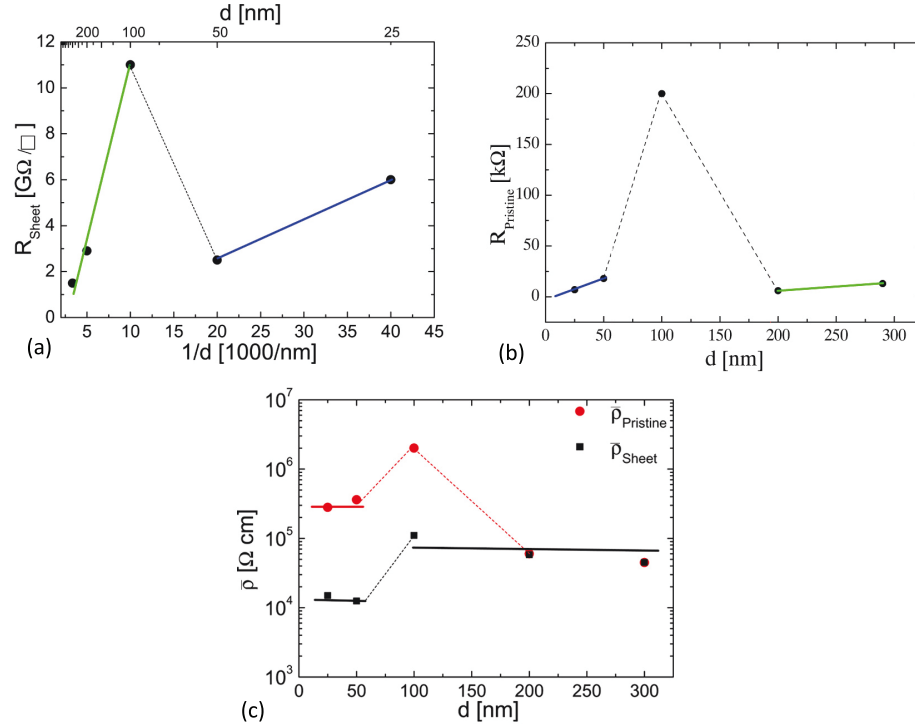 d [nm]
200 100 50 25
12
10
8
6
4
2
0
R_Sheet [GΩ/□]
5 10 15 20 25 30 35 40 45
1/d [1000/nm]
(a)
250
200
150
100
50
0
R_Pristine [kΩ]
0 50 100 150 200 250 300
d [nm]
(b)
10^7
10^6
10^5
10^4
10^3
ρ̄ [Ω cm]
ρ̄_Pristine
ρ̄_Sheet
0 50 100 150 200 250 300
d [nm]
(c)